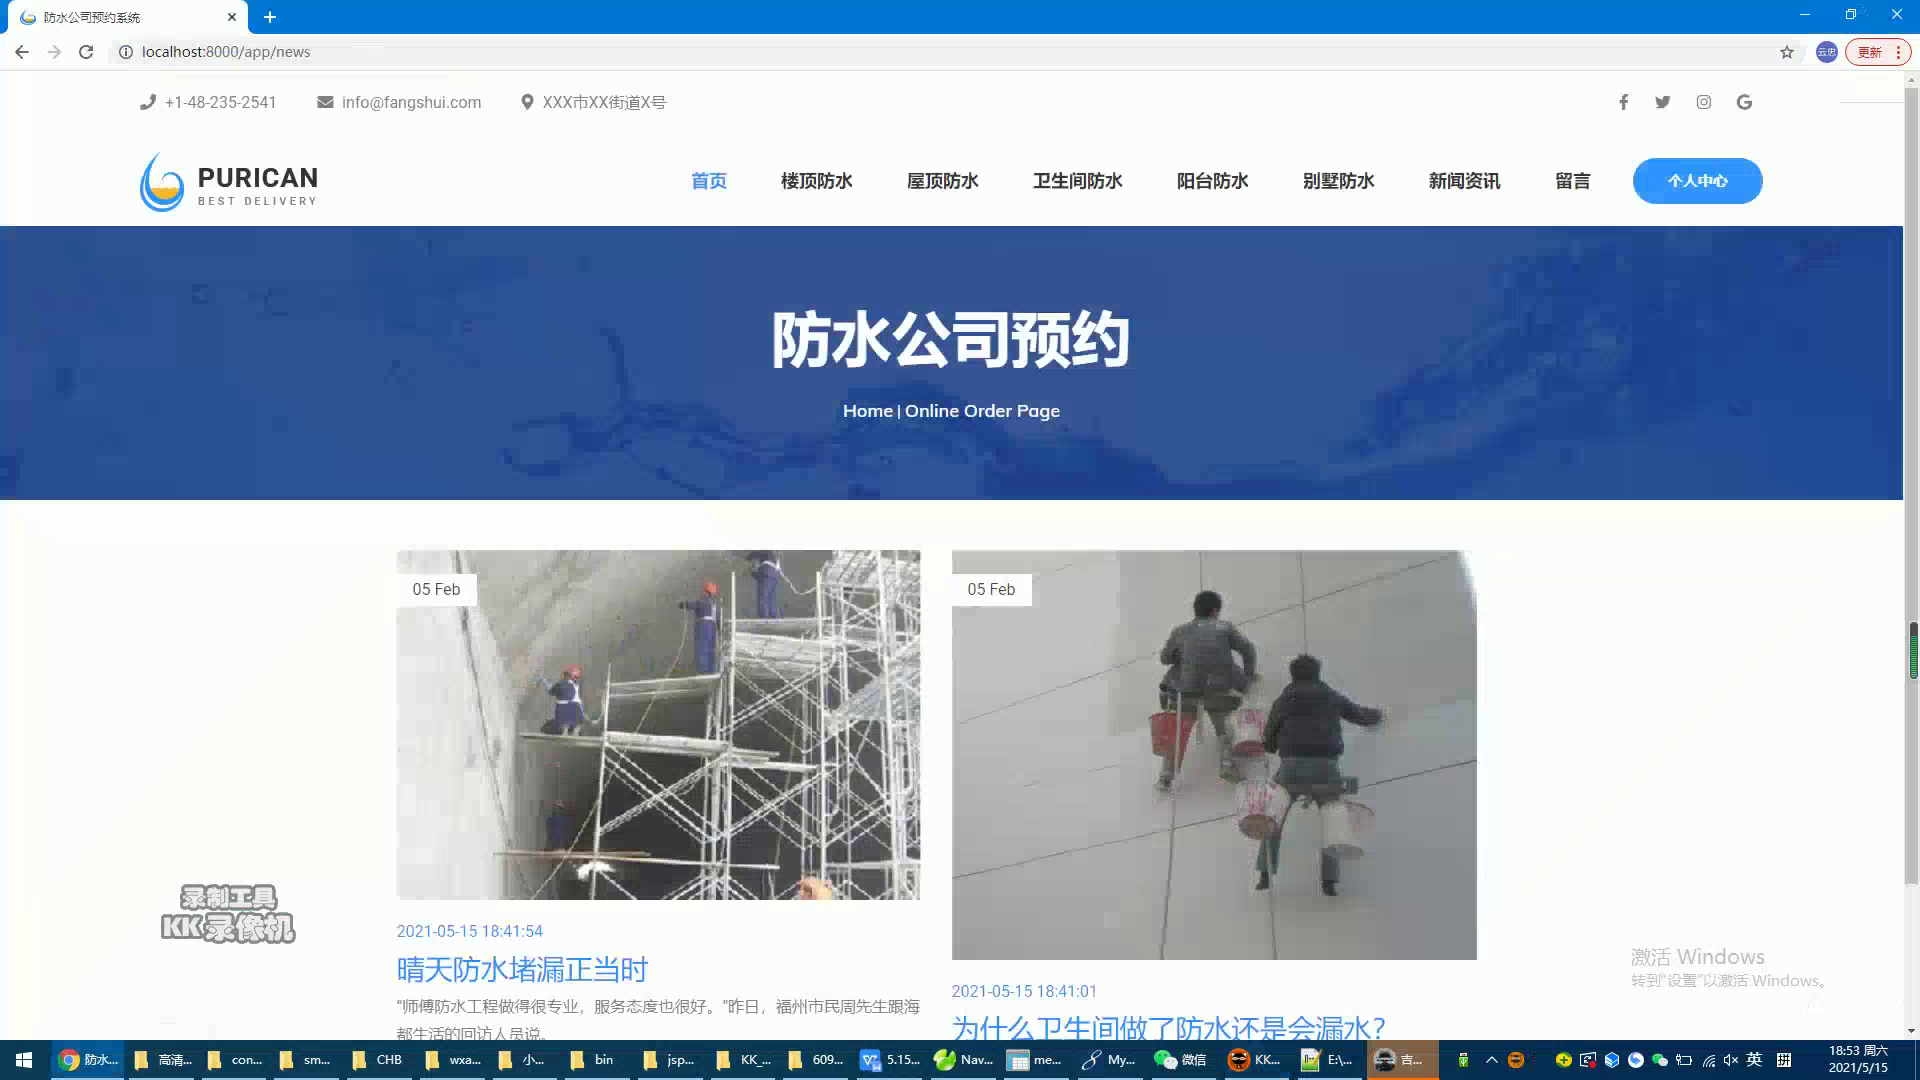 防水公司预约系统
localhost:8000/app/news
云忠
更新
+1-48-235-2541
info@fangshui.com
XXX市XX街道X号
PURICAN
BEST DELIVERY
首页
楼顶防水
屋顶防水
卫生间防水
阳台防水
别墅防水
新闻资讯
留言
个人中心
防水公司预约
Home | Online Order Page
05 Feb
05 Feb
录制工具
KK录像机
2021-05-15 18:41:54
晴天防水堵漏正当时
“师傅防水工程做得很专业，服务态度也很好。”昨日，福州市民周先生跟海
都生活的回访人员说。
2021-05-15 18:41:01
为什么卫生间做了防水还是会漏水？
激活 Windows
转到“设置”以激活 Windows。
防水...
高清...
con...
sm...
CHB
wxa...
小...
bin
jsp...
KK_...
609...
5.15...
Nav...
me...
My...
微信
KK...
E:\...
吉...
英
拼
18:53 周六
2021/5/15